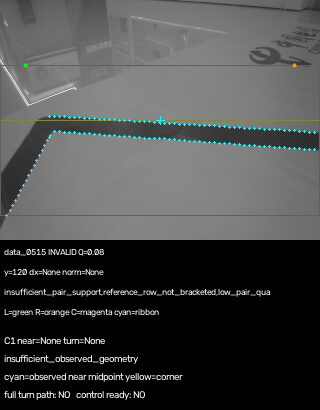 data_0515 INVALID Q=0.08
y=120 dx=None norm=None
insufficient_pair_support,reference_row_not_bracketed,low_pair_qua
L=green R=orange C=magenta cyan=ribbon
C1 near=None turn=None
insufficient_observed_geometry
cyan=observed near midpoint yellow=corner
full turn path: NO control ready: NO